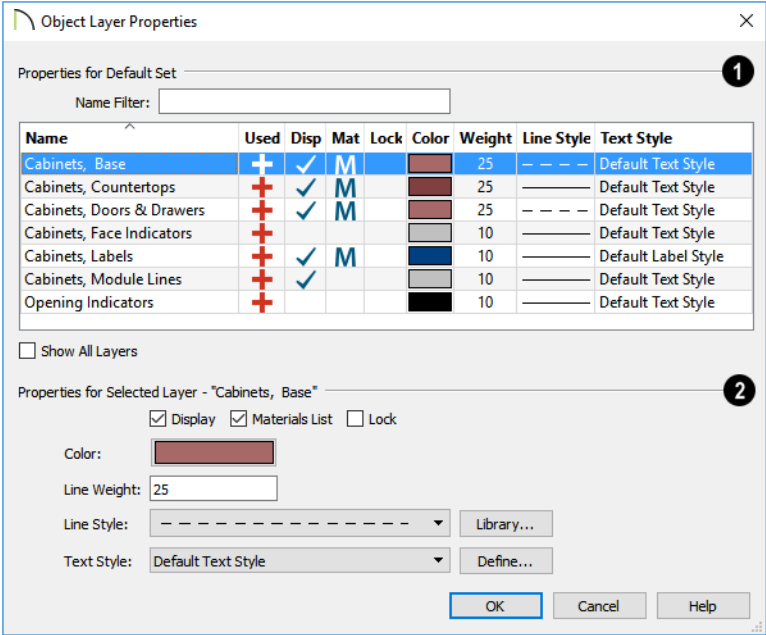 Object Layer Properties
Properties for Default Set
1
Name Filter:
Name Used Disp Mat Lock Color Weight Line Style Text Style
Cabinets,  Base M 25 Default Text Style
Cabinets, Countertops M 25 Default Text Style
Cabinets, Doors & Drawers M 25 Default Text Style
Cabinets, Face Indicators 10 Default Text Style
Cabinets, Labels M 10 Default Label Style
Cabinets, Module Lines 10 Default Text Style
Opening Indicators 10 Default Text Style
Show All Layers
Properties for Selected Layer - "Cabinets,  Base"
2
Display Materials List Lock
Color:
Line Weight: 25
Line Style: Library...
Text Style: Default Text Style Define...
OK Cancel Help